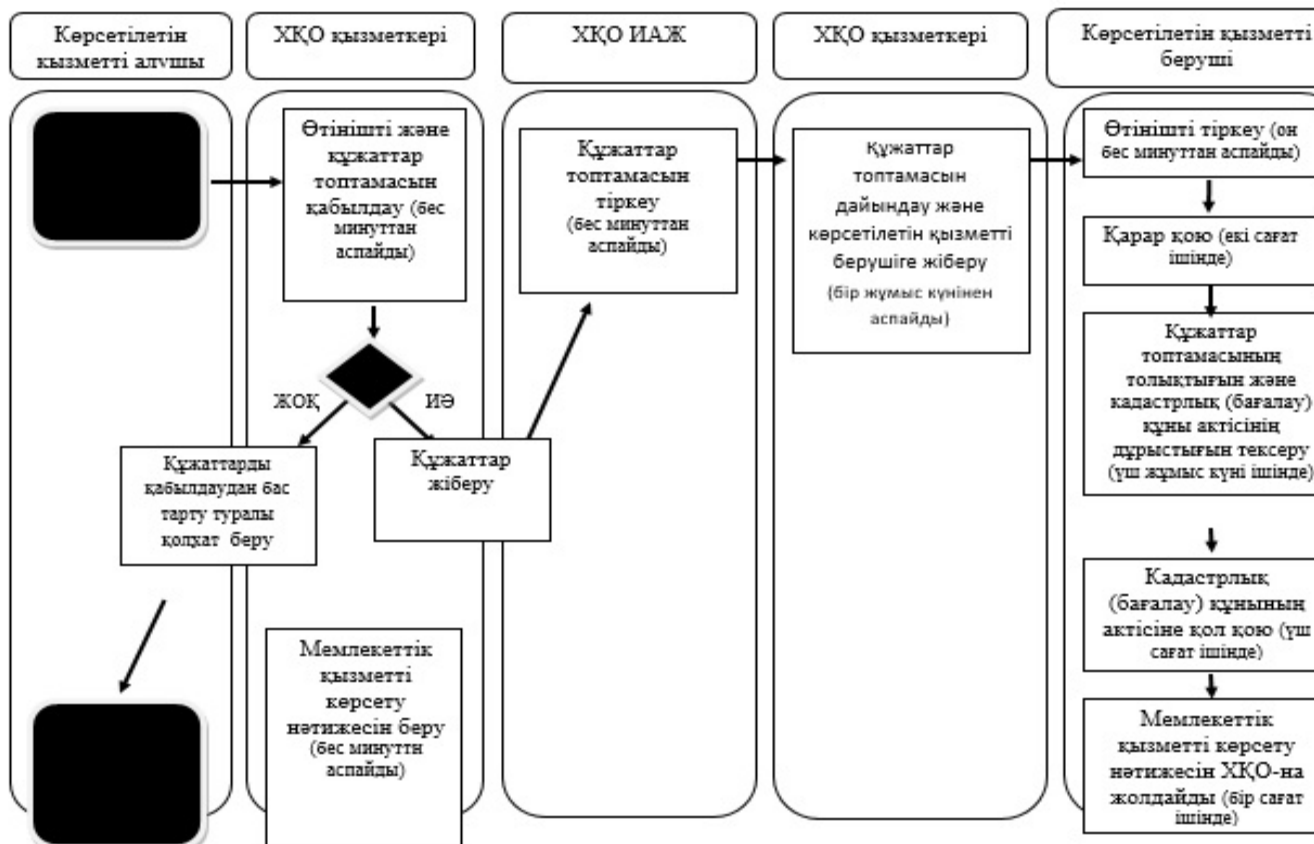 Көрсетілетін
қызметті алушы
ХҚО қызметкері
ХҚО ИАЖ
ХҚО қызметкері
Көрсетілетін қызметті
беруші
Өтінішті және
құжаттар
топтамасын
қабылдау (бес
минуттан
аспайды)
ЖОҚ
ИӘ
Құжаттарды
қабылдаудан бас
тарту туралы
қолхат беру
Құжаттар
жіберу
Мемлекеттік
қызметті
көрсету
нәтижесін беру
(бес минуттн
аспайды)
Құжаттар
топтамасын
тіркеу
(бес минуттан
аспайды)
Құжаттар
топтамасын
дайындау және
көрсетілетін қызметті
берушіге жіберу
(бір жұмыс күнінен
аспайды)
Өтінішті тіркеу (он
бес минуттан аспайды)
Қарар қою (екі сағат
ішінде)
Құжаттар
топтамасының
толықтығын және
кадастрлық (бағалау)
құны актісінің
дұрыстығын тексеру
(үш жұмыс күні ішінде)
Кадастрлық
(бағалау) құнының
актісіне қол қою (үш
сағат ішінде)
Мемлекеттік
қызметті көрсету
нәтижесін ХҚО-на
жолдайды (бір сағат
ішінде)